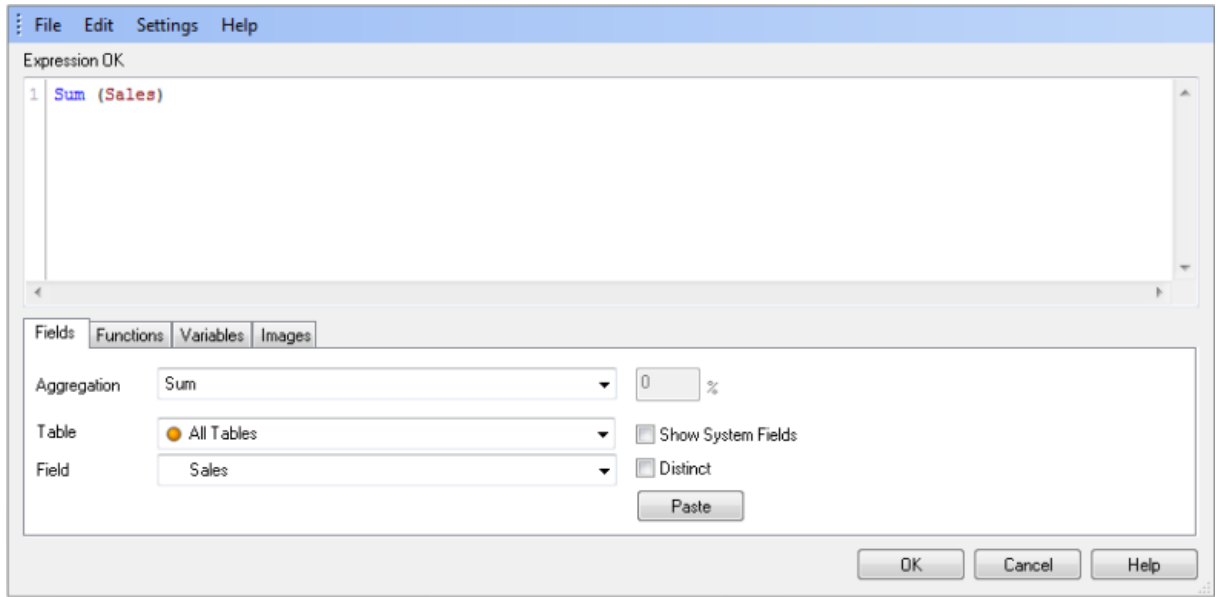 File Edit Settings Help
Expression OK
1 Sum (Sales)
Fields Functions Variables Images
Aggregation Sum 0 %
Table All Tables Show System Fields
Field Sales Distinct
Paste
OK Cancel Help